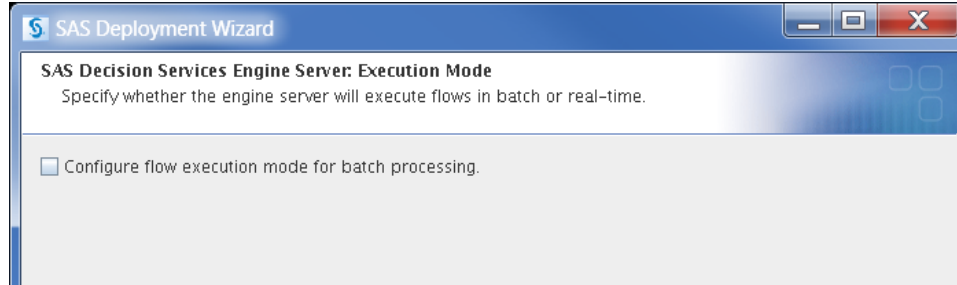 SAS Deployment Wizard
SAS Decision Services Engine Server: Execution Mode
Specify whether the engine server will execute flows in batch or real-time.
Configure flow execution mode for batch processing.